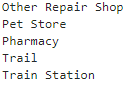 Other Repair Shop
Pet Store
Pharmacy
Trail
Train Station